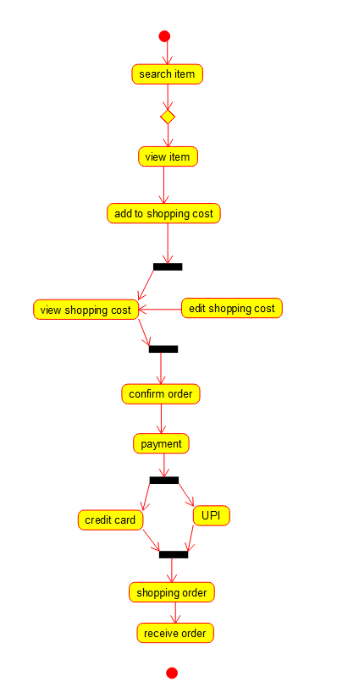 search item
view item
add to shopping cost
view shopping cost
edit shopping cost
confirm order
payment
credit card
UPI
shopping order
receive order